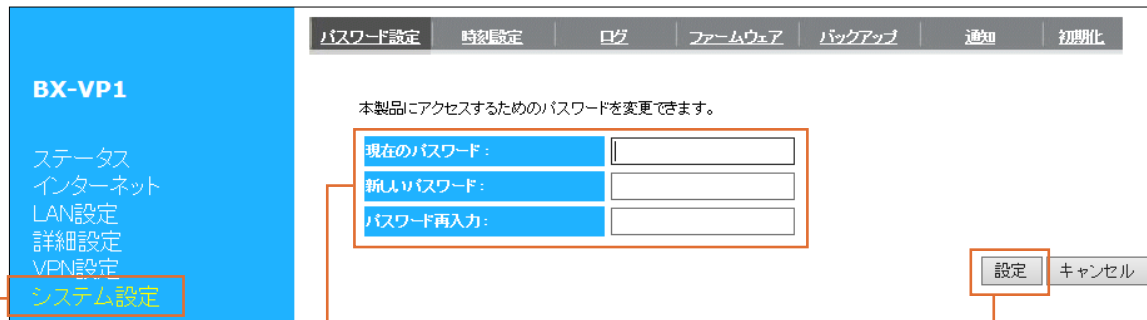 パスワード設定 時刻設定 ログ ファームウェア バックアップ 通知 初期化
BX-VP1
本製品にアクセスするためのパスワードを変更できます。
現在のパスワード：
新しいパスワード：
パスワード再入力：
ステータス
インターネット
LAN設定
詳細設定
VPN設定
システム設定
設定 キャンセル